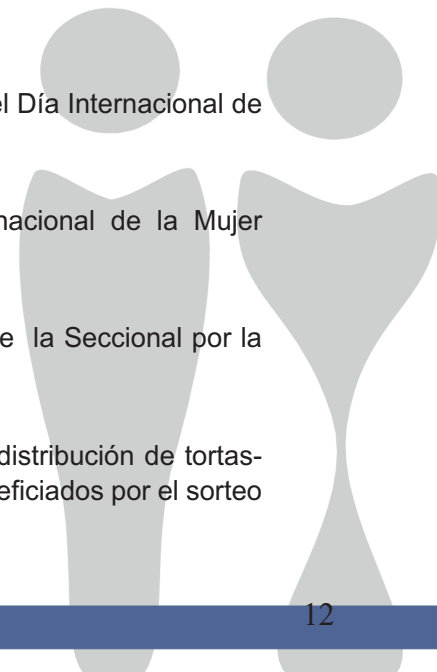 el Día Internacional de
nacional de la Mujer
e la Seccional por la
distribución de tortas-
eficiados por el sorteo
12